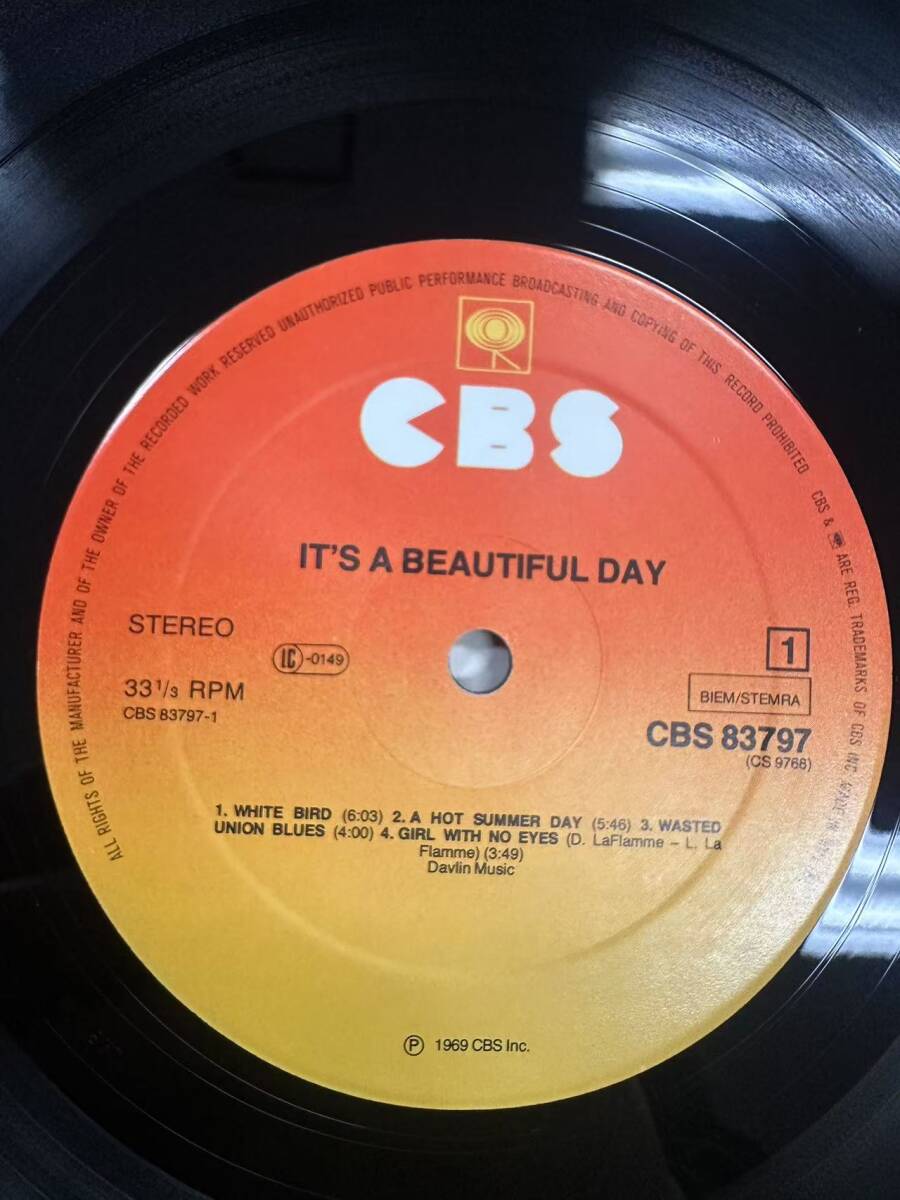 ALL RIGHTS OF THE MANUFACTURER AND OF THE OWNER OF THE RECORDED WORK RESERVED UNAUTHORIZED PUBLIC PERFORMANCE BROADCASTING AND COPYING OF THIS RECORD PROHIBITED CBS & ARE REG. TRADEMARKS OF CBS INC
CBS
IT'S A BEAUTIFUL DAY
STEREO
LC-0149
1
33 1/3 RPM
BIEM/STEMRA
CBS 83797-1
CBS 83797
(CS 9768)
1. WHITE BIRD (6:03) 2. A HOT SUMMER DAY (5:46) 3. WASTED
UNION BLUES (4:00) 4. GIRL WITH NO EYES (D. LaFlamme – L. La
Flamme) (3:49)
Davlin Music
Ⓟ 1969 CBS Inc.